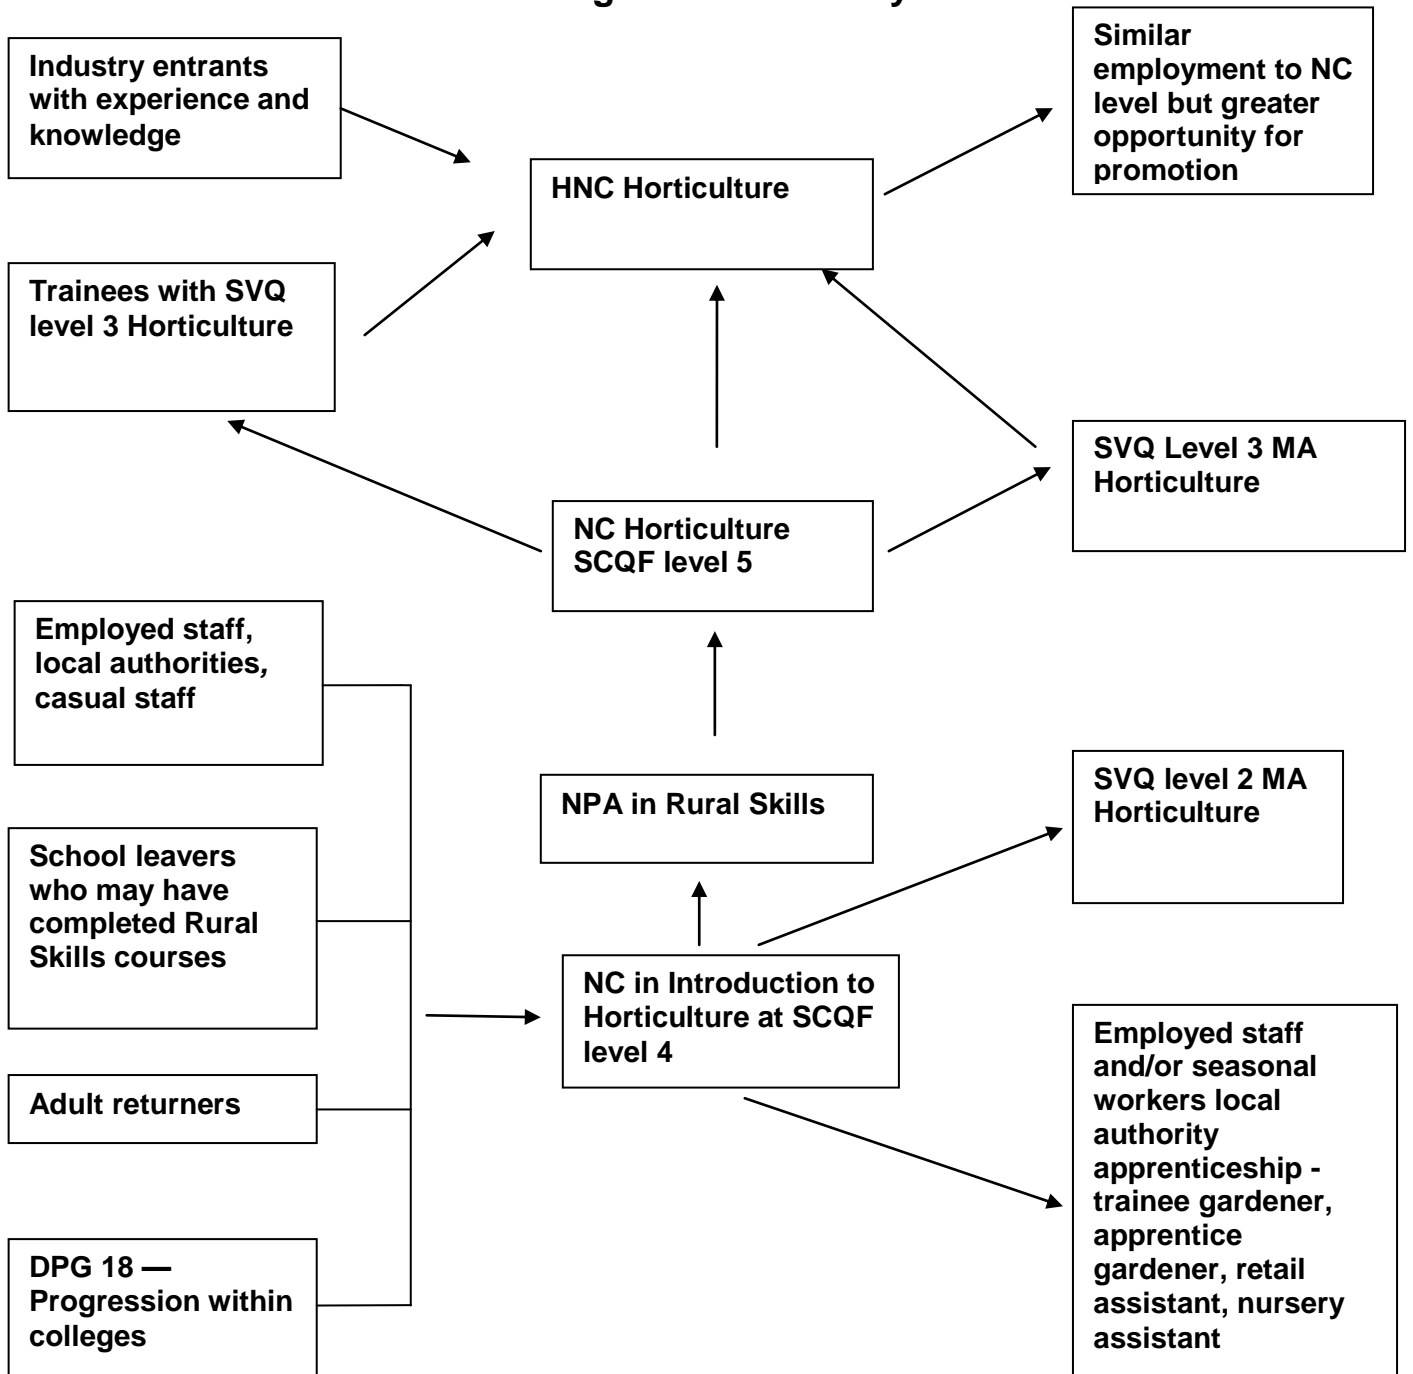 Industry entrants
with experience and
knowledge
Similar
employment to NC
level but greater
opportunity for
promotion
HNC Horticulture
Trainees with SVQ
level 3 Horticulture
SVQ Level 3 MA
Horticulture
NC Horticulture
SCQF level 5
Employed staff,
local authorities,
casual staff
NPA in Rural Skills
SVQ level 2 MA
Horticulture
School leavers
who may have
completed Rural
Skills courses
NC in Introduction to
Horticulture at SCQF
level 4
Adult returners
Employed staff
and/or seasonal
workers local
authority
apprenticeship -
trainee gardener,
apprentice
gardener, retail
assistant, nursery
assistant
DPG 18 —
Progression within
colleges